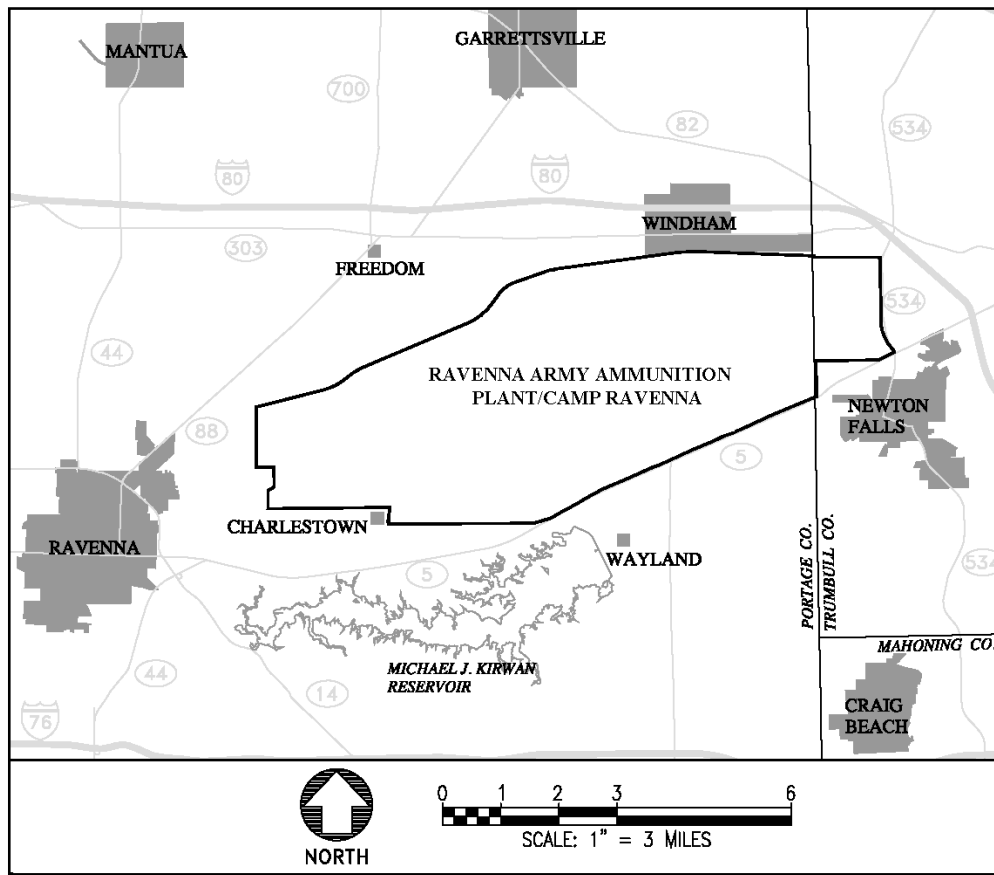 MANTUA
GARRETTSVILLE
700
82
534
80
80
WINDHAM
303
FREEDOM
534
44
RAVENNA ARMY AMMUNITION
PLANT/CAMP RAVENNA
NEWTON
FALLS
88
5
CHARLESTOWN
RAVENNA
WAYLAND
5
PORTAGE CO.
TRUMBULL CO.
534
MAHONING CO.
MICHAEL J. KIRWAN
RESERVOIR
44
14
76
CRAIG
BEACH
0 1 2 3 6
SCALE: 1" = 3 MILES
NORTH